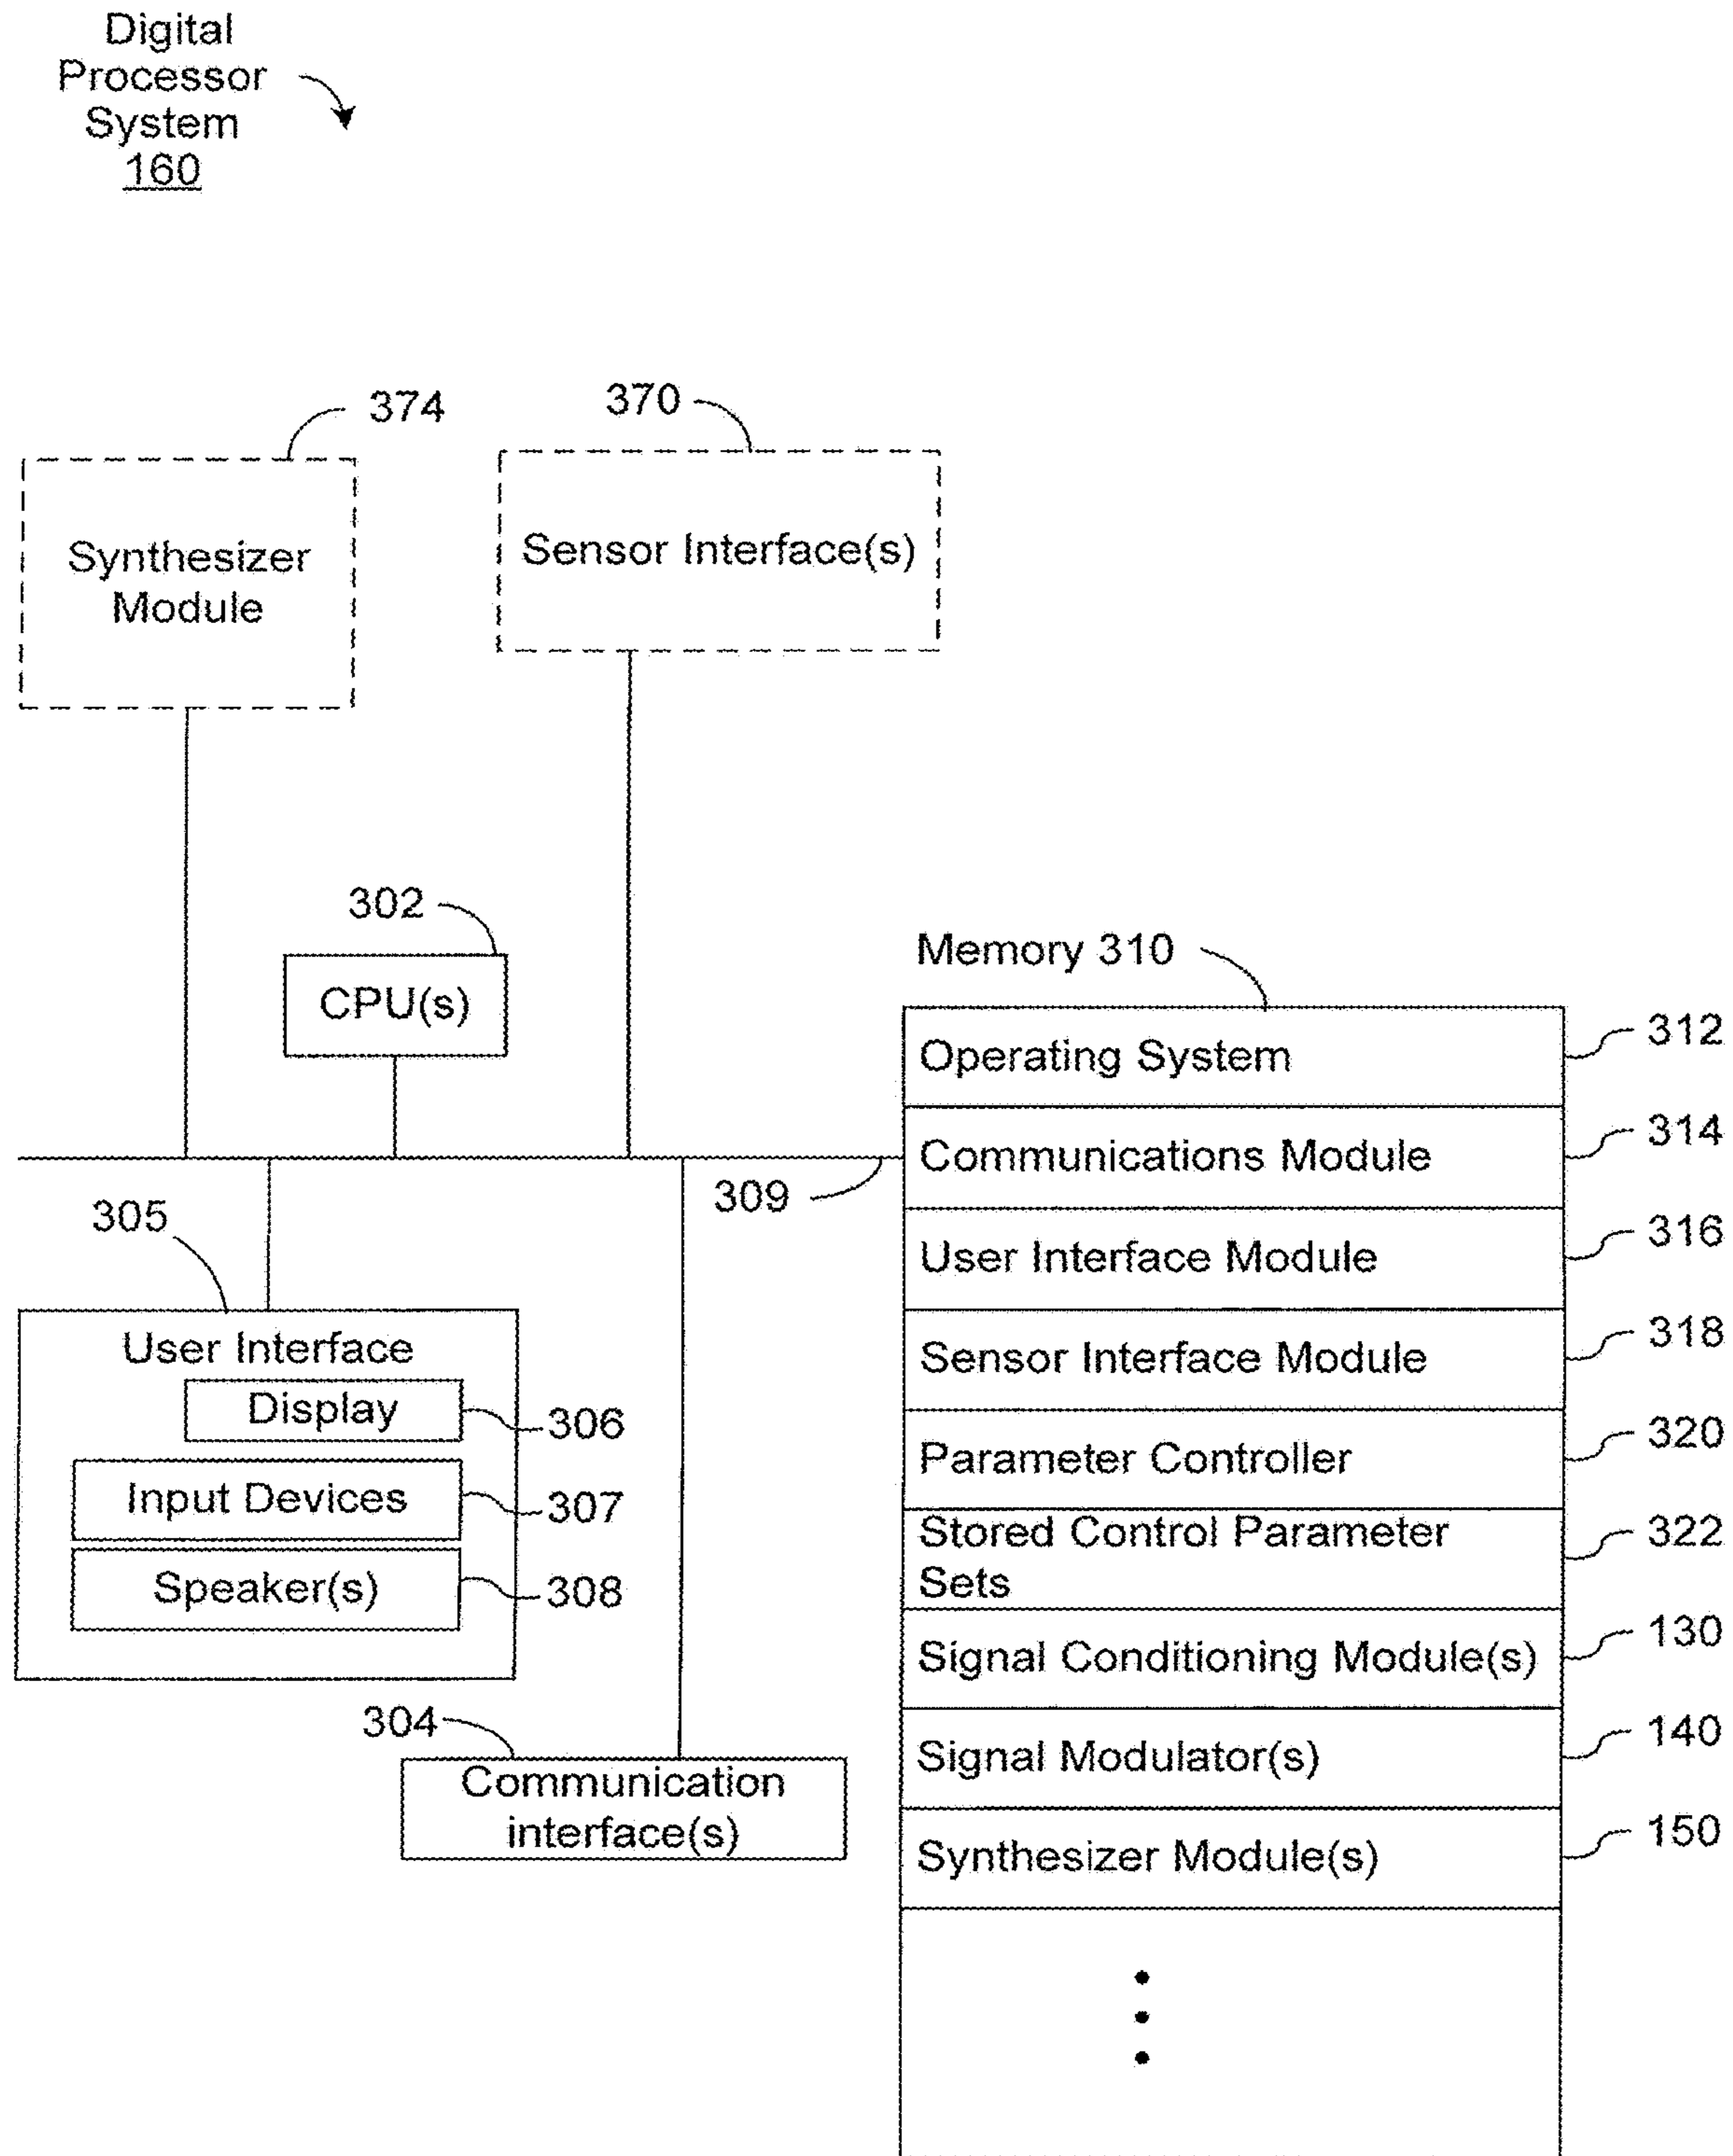 Digital
Processor
System
160
374
370
Synthesizer
Module
Sensor Interface(s)
302
CPU(s)
Memory 310
Operating System
312
Communications Module
314
309
User Interface Module
316
305
User Interface
Display
306
Input Devices
307
Speaker(s)
308
Sensor Interface Module
318
Parameter Controller
320
Stored Control Parameter
Sets
322
Signal Conditioning Module(s)
130
304
Communication
interface(s)
Signal Modulator(s)
140
Synthesizer Module(s)
150